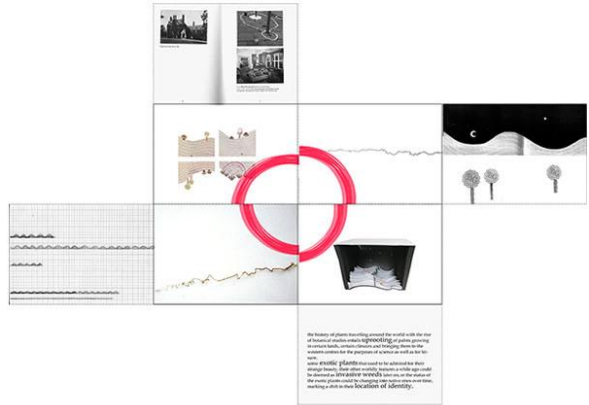 the history of plants travelling around the world with the rise
of botanical studies entails uprooting of palms growing
in certain lands, certain climates and bringing them to the
western centres for the purposes of science as well as for lei-
sure.
some exotic plants that used to be admired for their
strange beauty, their other worldly features a while ago could
be deemed as invasive weeds later on, or the status of
the exotic plants could be changing into native ones over time,
marking a shift in their location of identity.